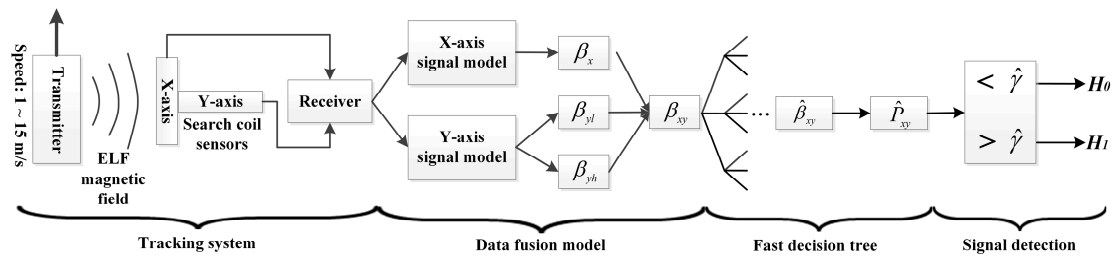 Speed: 1 ~ 15 m/s
Transmitter
ELF
magnetic
field
X-axis
Y-axis
Search coil
sensors
Receiver
X-axis
signal model
Y-axis
signal model
β_x
β_yl
β_yh
β_xy
...
β̂_xy
P̂_xy
< γ̂
> γ̂
H_0
H_1
Tracking system
Data fusion model
Fast decision tree
Signal detection